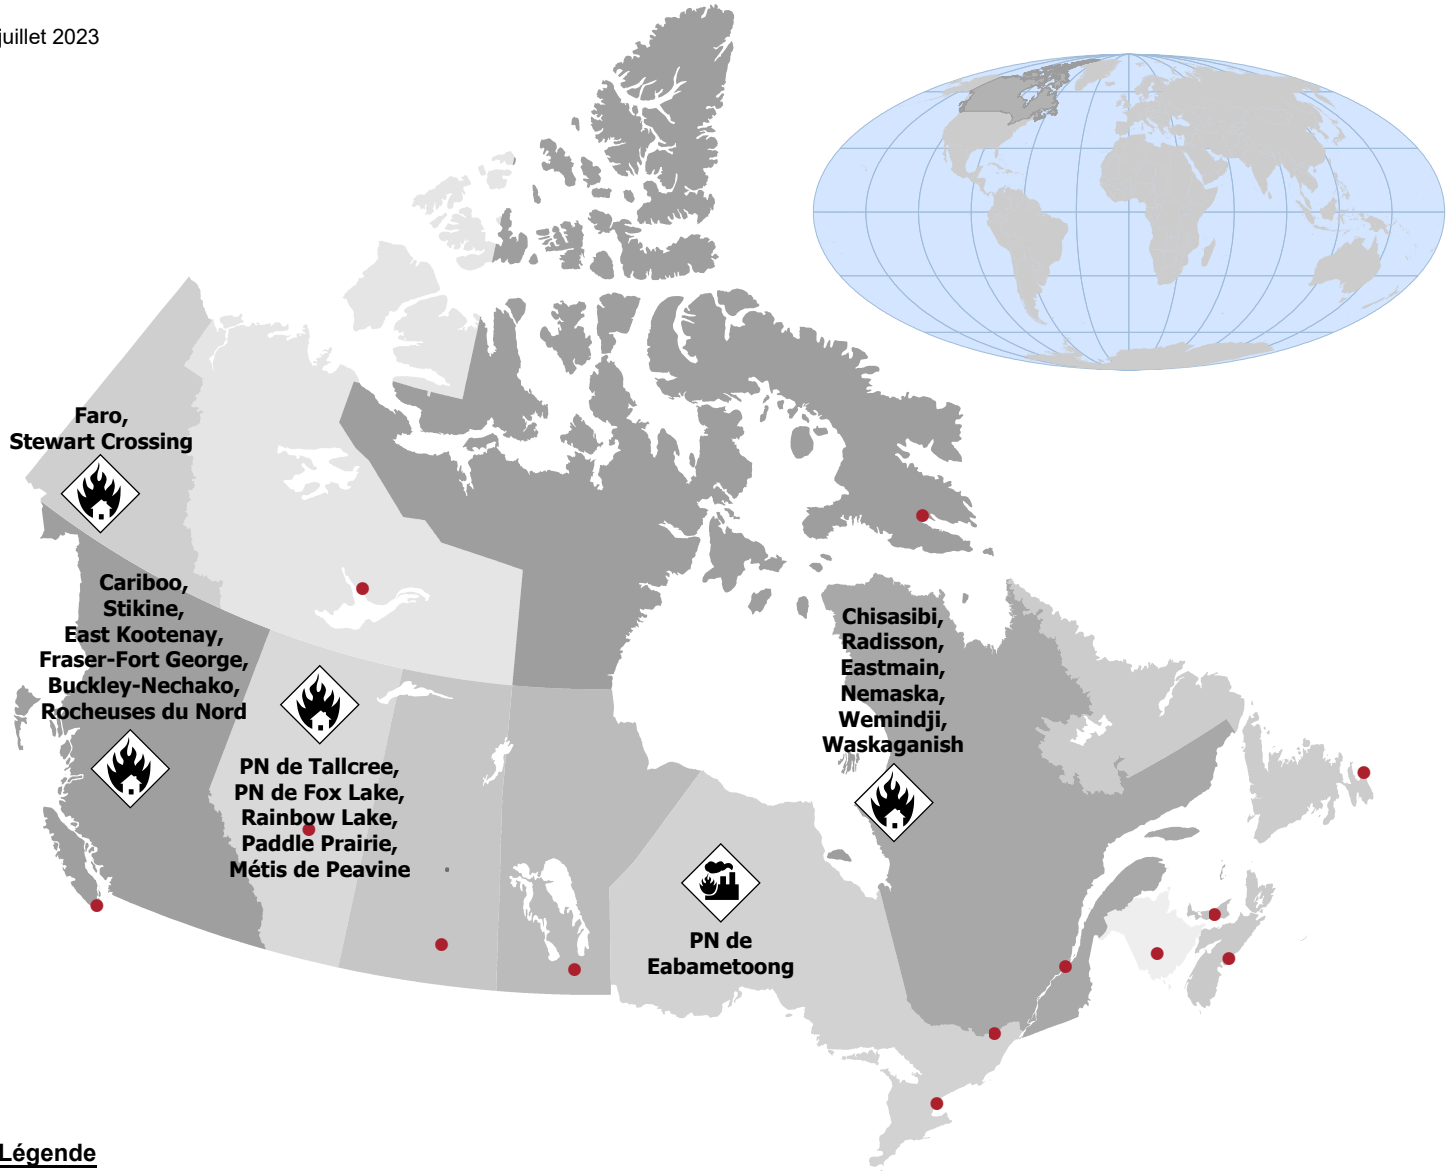 juillet 2023
Faro,
Stewart Crossing
Cariboo,
Stikine,
East Kootenay,
Fraser-Fort George,
Buckley-Nechako,
Rocheuses du Nord
PN de Tallcree,
PN de Fox Lake,
Rainbow Lake,
Paddle Prairie,
Métis de Peavine
PN de
Eabametoong
Chisasibi,
Radisson,
Eastmain,
Nemaska,
Wemindji,
Waskaganish
Légende